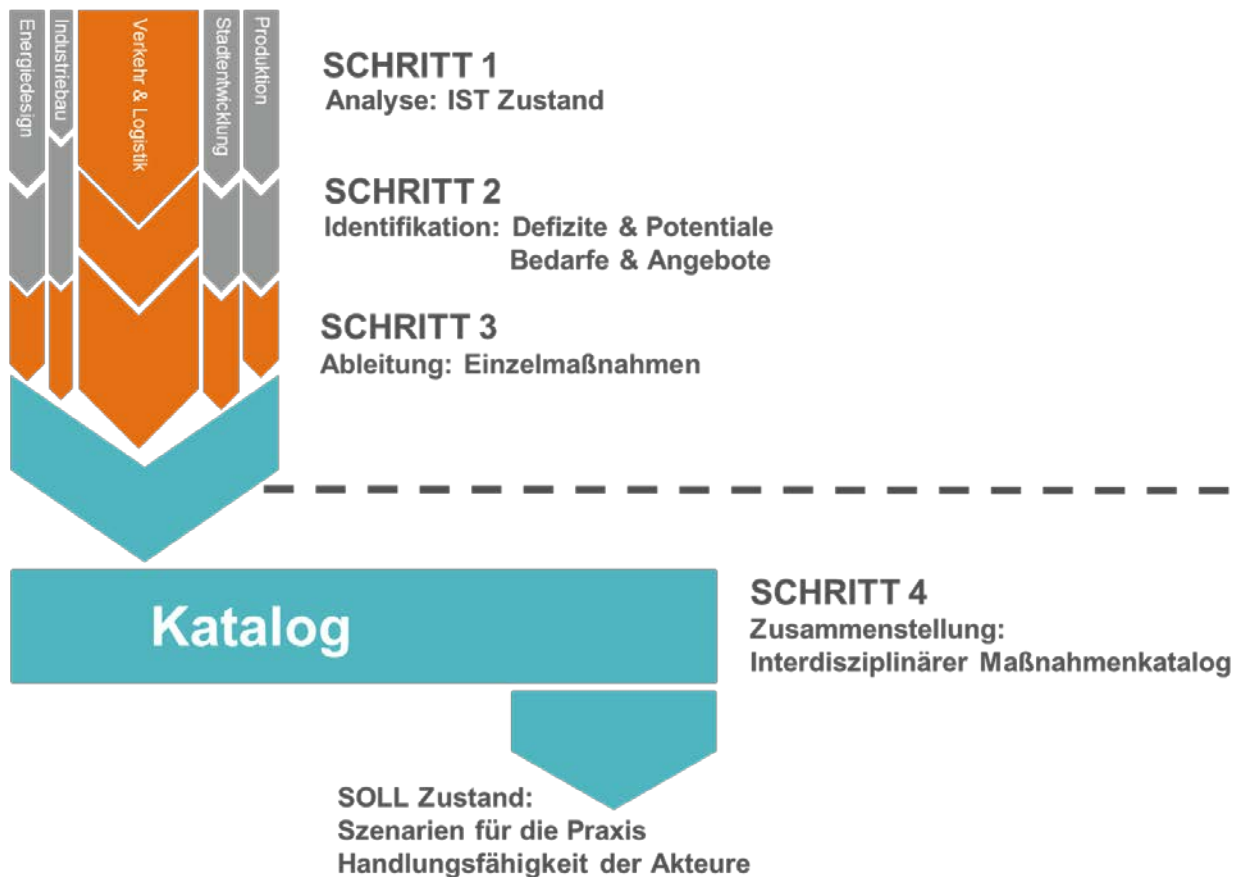 Energiedesign
Industriebau
Verkehr & Logistik
Stadtentwicklung
Produktion
SCHRITT 1
Analyse: IST Zustand
SCHRITT 2
Identifikation: Defizite & Potentiale
Bedarfe & Angebote
SCHRITT 3
Ableitung: Einzelmaßnahmen
Katalog
SCHRITT 4
Zusammenstellung:
Interdisziplinärer Maßnahmenkatalog
SOLL Zustand:
Szenarien für die Praxis
Handlungsfähigkeit der Akteure